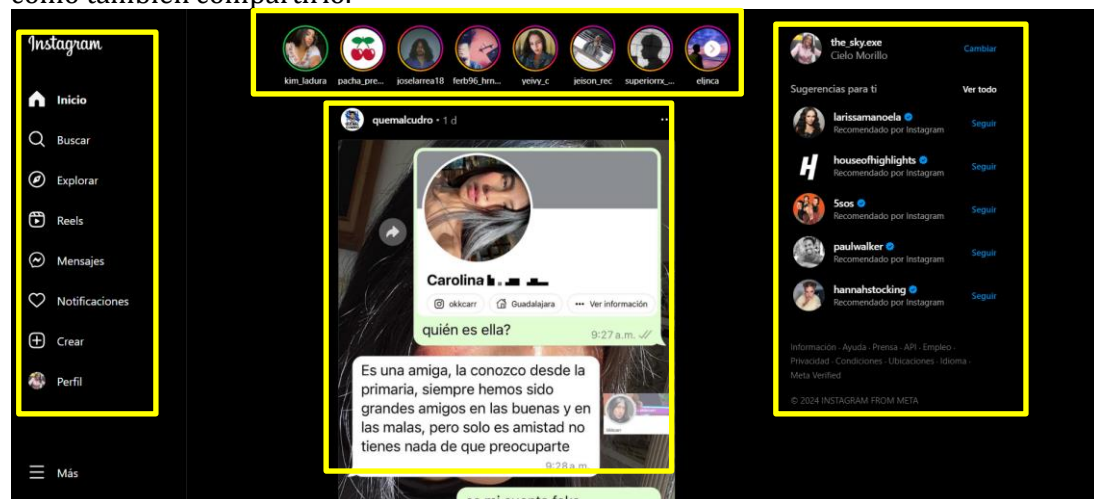 como también compartirlo.
Instagram
Inicio
Buscar
Explorar
Reels
Mensajes
Notificaciones
Crear
Perfil
Más
kim_ladura
pacha_pre...
joselarrea18
ferb96_hrn...
yeivy_c
jeison_rec
superiorrx_...
eljnca
quemalcudro • 1 d
Carolina
okkcarr
Guadalajara
Ver información
quién es ella?
9:27 a.m.
Es una amiga, la conozco desde la
primaria, siempre hemos sido
grandes amigos en las buenas y en
las malas, pero solo es amistad no
tienes nada de que preocuparte
9:28 a.m.
the_sky.exe
Cielo Morillo
Cambiar
Sugerencias para ti
Ver todo
larissamanoela
Recomendado por Instagram
Seguir
houseofhighlights
Recomendado por Instagram
Seguir
5sos
Recomendado por Instagram
Seguir
paulwalker
Recomendado por Instagram
Seguir
hannahstocking
Recomendado por Instagram
Seguir
Información · Ayuda · Prensa · API · Empleo ·
Privacidad · Condiciones · Ubicaciones · Idioma ·
Meta Verified
© 2024 INSTAGRAM FROM META